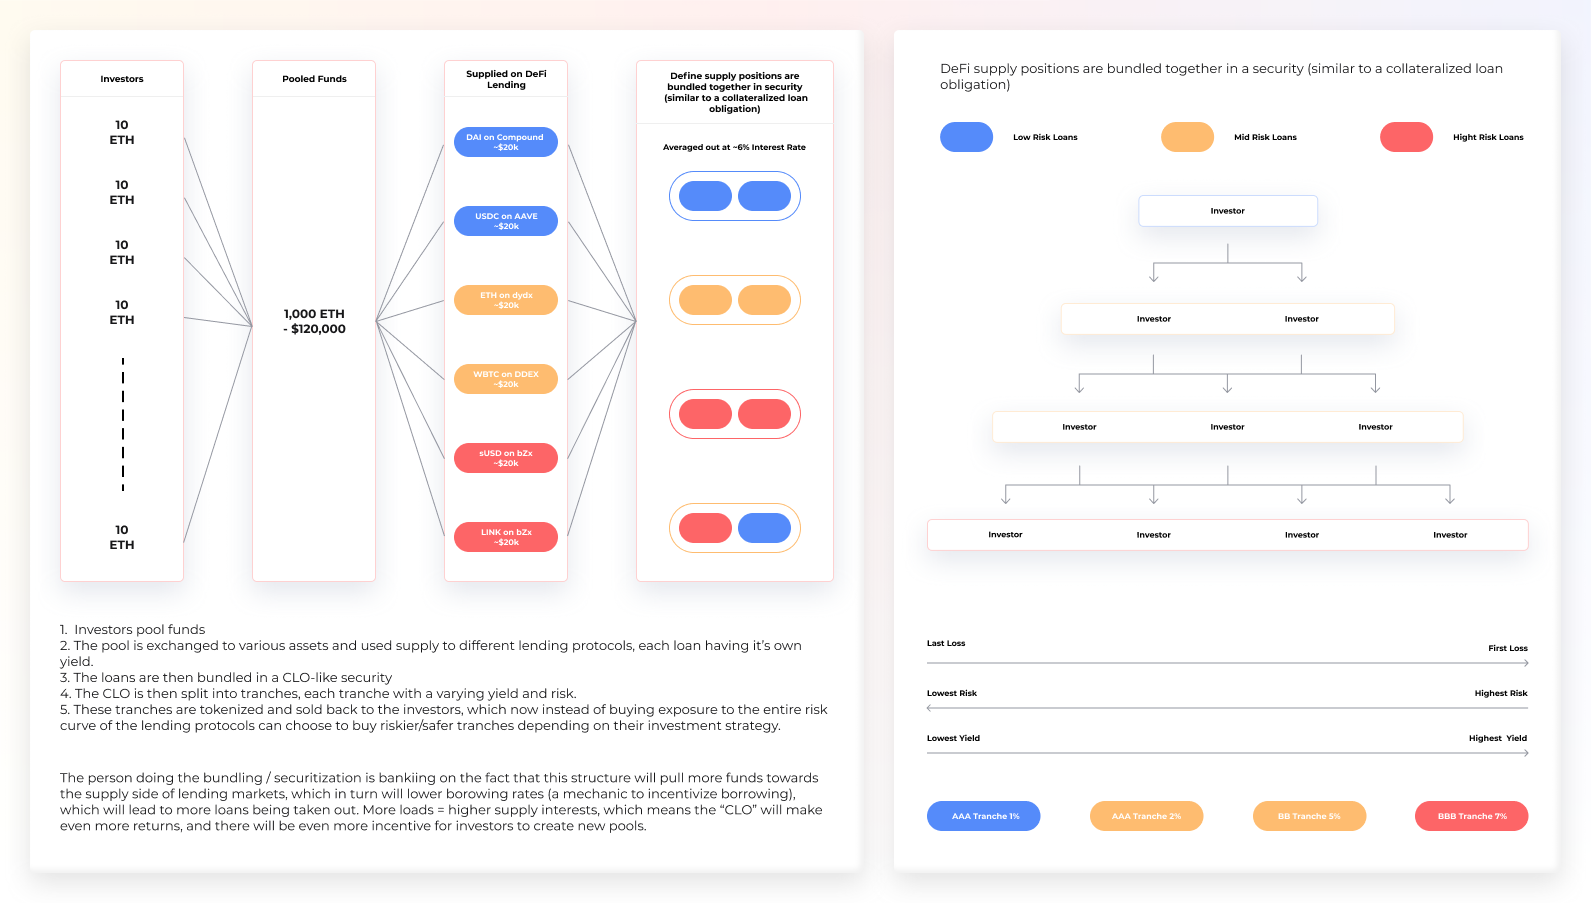 Investors
10
ETH
10
ETH
10
ETH
10
ETH
10
ETH
Pooled Funds
1,000 ETH
- $120,000
Supplied on DeFi
Lending
DAI on Compound
~$20k
USDC on AAVE
~$20k
ETH on dydx
~$20k
WBTC on DDEX
~$20k
sUSD on bZx
~$20k
LINK on bZx
~$20k
Define supply positions are
bundled together in security
(similar to a collateralized loan
obligation)
Averaged out at ~6% Interest Rate
1.  Investors pool funds
2. The pool is exchanged to various assets and used supply to different lending protocols, each loan having it’s own
yield.
3. The loans are then bundled in a CLO-like security
4. The CLO is then split into tranches, each tranche with a varying yield and risk.
5. These tranches are tokenized and sold back to the investors, which now instead of buying exposure to the entire risk
curve of the lending protocols can choose to buy riskier/safer tranches depending on their investment strategy.
The person doing the bundling / securitization is bankiing on the fact that this structure will pull more funds towards
the supply side of lending markets, which in turn will lower borrowing rates (a mechanic to incentivize borrowing),
which will lead to more loans being taken out. More loads = higher supply interests, which means the “CLO” will make
even more returns, and there will be even more incentive for investors to create new pools.
DeFi supply positions are bundled together in a security (similar to a collateralized loan
obligation)
Low Risk Loans
Mid Risk Loans
Hight Risk Loans
Investor
Investor
Investor
Investor
Investor
Investor
Investor
Investor
Investor
Investor
Last Loss
First Loss
Lowest Risk
Highest Risk
Lowest Yield
Highest  Yield
AAA Tranche 1%
AAA Tranche 2%
BB Tranche 5%
BBB Tranche 7%